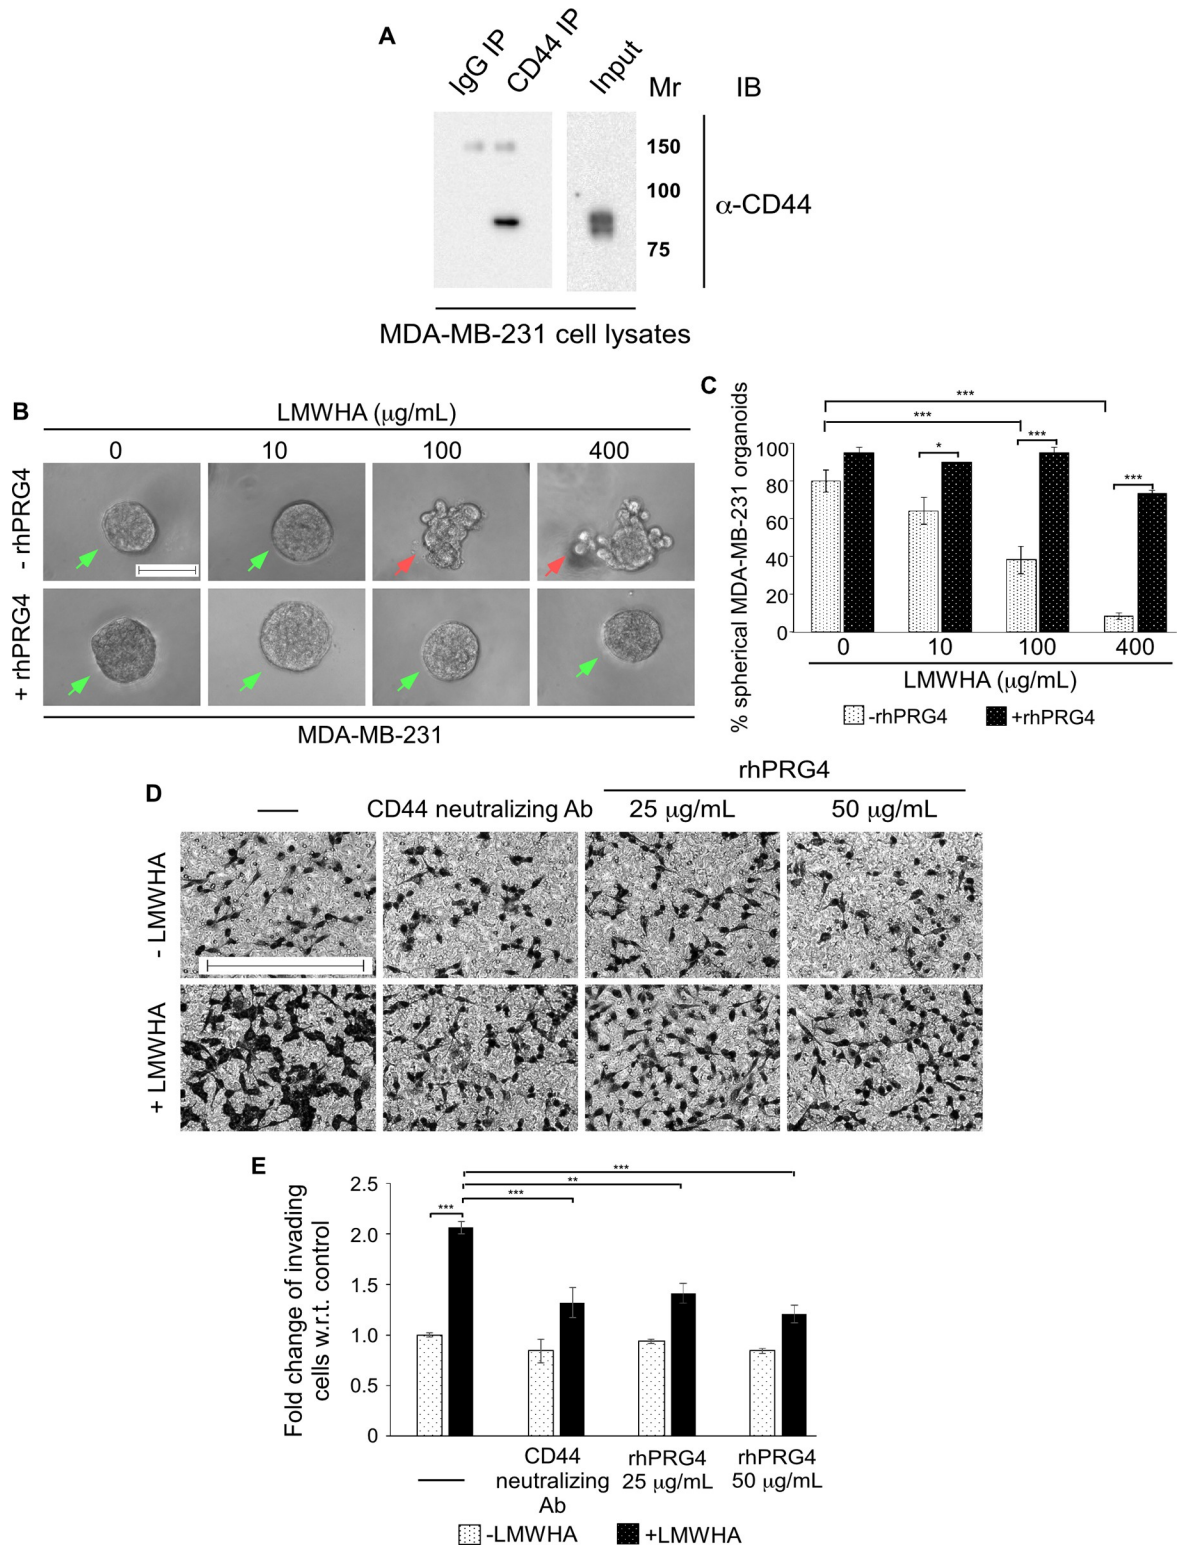 A
IgG IP
CD44 IP
Input
Mr
IB
150
100
75
α-CD44
MDA-MB-231 cell lysates
B
LMWHA (μg/mL)
0
10
100
400
- rhPRG4
+ rhPRG4
MDA-MB-231
C
% spherical MDA-MB-231 organoids
***
***
***
*
***
100
80
60
40
20
0
0
10
100
400
LMWHA (μg/mL)
-rhPRG4
+rhPRG4
D
rhPRG4
CD44 neutralizing Ab
25 μg/mL
50 μg/mL
- LMWHA
+ LMWHA
E
Fold change of invading
cells w.r.t. control
***
**
***
***
2.5
2.0
1.5
1.0
0.5
0
CD44
neutralizing
Ab
rhPRG4
25 μg/mL
rhPRG4
50 μg/mL
-LMWHA
+LMWHA